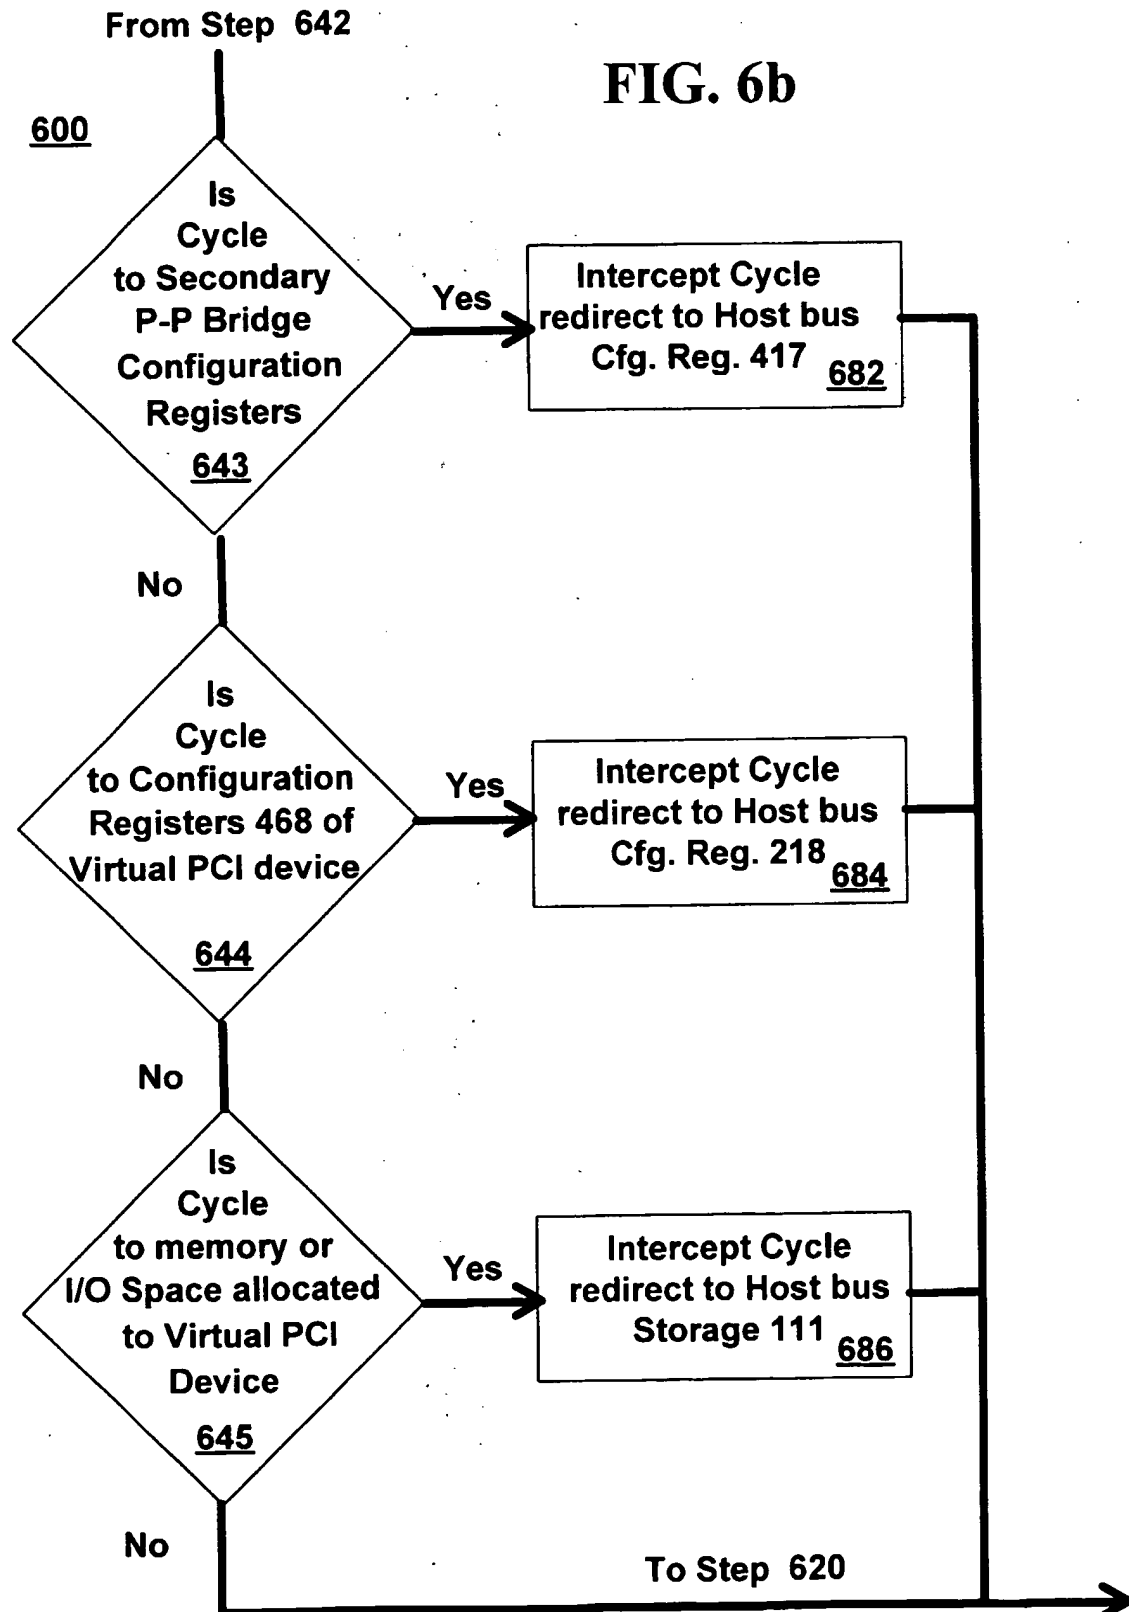 From Step 642
FIG. 6b
600
Is
Cycle
to Secondary
P-P Bridge
Configuration
Registers
643
Yes
Intercept Cycle
redirect to Host bus
Cfg. Reg. 417
682
No
Is
Cycle
to Configuration
Registers 468 of
Virtual PCI device
644
Yes
Intercept Cycle
redirect to Host bus
Cfg. Reg. 218
684
No
Is
Cycle
to memory or
I/O Space allocated
to Virtual PCI
Device
645
Yes
Intercept Cycle
redirect to Host bus
Storage 111
686
No
To Step 620